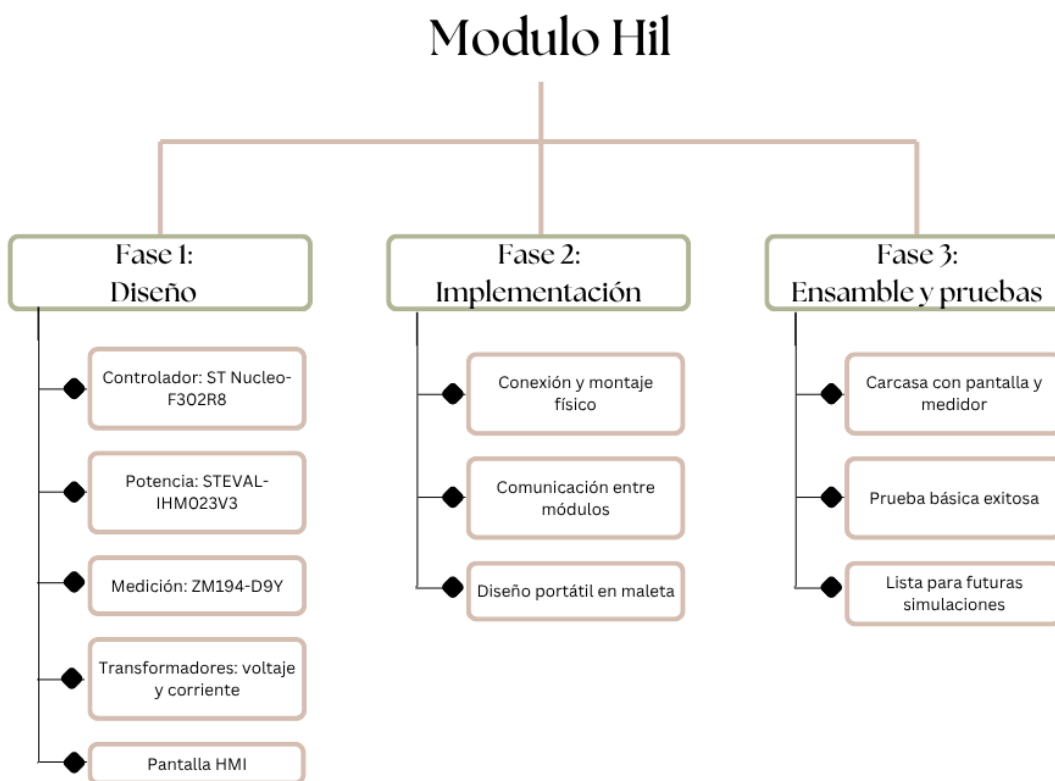 Modulo Hil
Fase 1:
Diseño
Controlador: ST Nucleo-
F302R8
Potencia: STEVAL-
IHM023V3
Medición: ZM194-D9Y
Transformadores: voltaje
y corriente
Pantalla HMI
Fase 2:
Implementación
Conexión y montaje
físico
Comunicación entre
módulos
Diseño portátil en maleta
Fase 3:
Ensamble y pruebas
Carcasa con pantalla y
medidor
Prueba básica exitosa
Lista para futuras
simulaciones